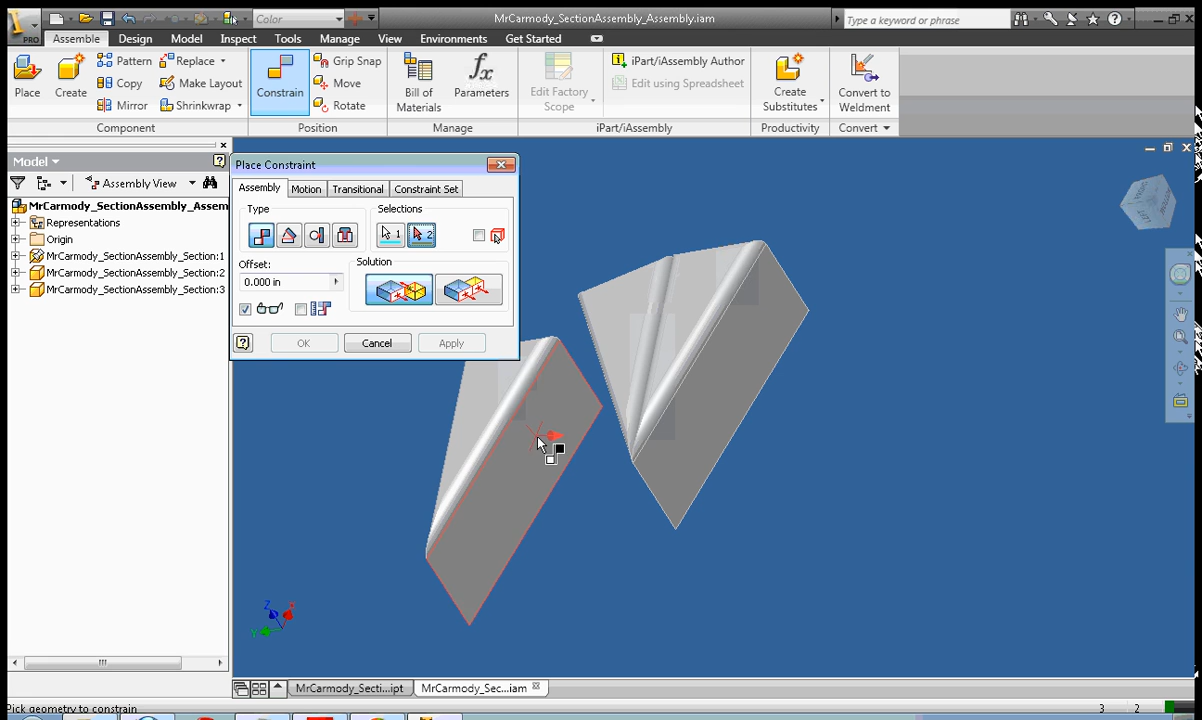 Color
MrCarmody_SectionAssembly_Assembly.iam
Type a keyword or phrase
PRO
Assemble Design Model Inspect Tools Manage View Environments Get Started
Place
Create
Pattern
Copy
Mirror
Replace
Make Layout
Shrinkwrap
Constrain
Grip Snap
Move
Rotate
Bill of
Materials
fx
Parameters
Edit Factory
Scope
iPart/iAssembly Author
Edit using Spreadsheet
Create
Substitutes
Convert to
Weldment
Component Position Manage iPart/iAssembly Productivity Convert
Model
Assembly View
MrCarmody_SectionAssembly_Assem
Representations
Origin
MrCarmody_SectionAssembly_Section:1
MrCarmody_SectionAssembly_Section:2
MrCarmody_SectionAssembly_Section:3
Place Constraint
Assembly Motion Transitional Constraint Set
Type
Selections
1
2
Offset:
0.000 in
Solution
OK Cancel Apply
Z
X
Y
MrCarmody_Secti...ipt MrCarmody_Sec...iam
Pick geometry to constrain
3 2